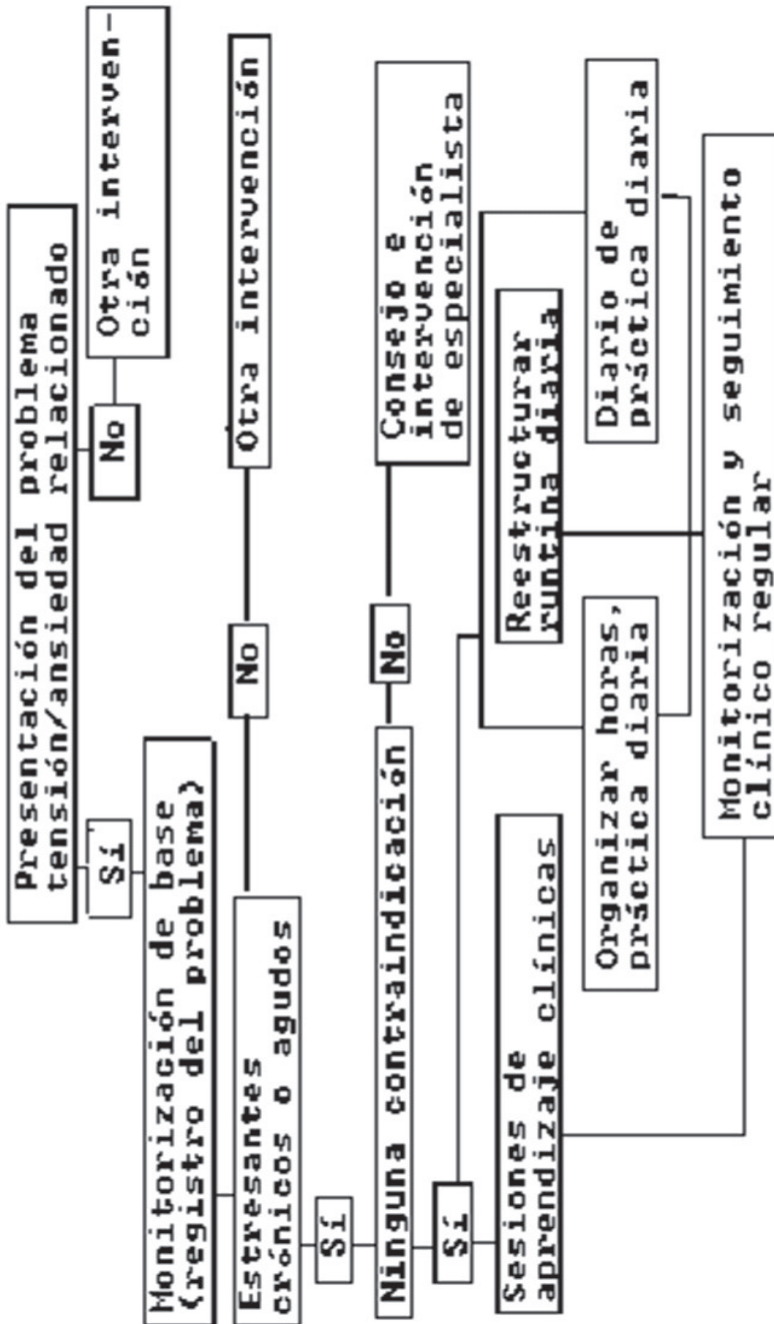 Presentación del problema
tensión/ansiedad relacionado
Sí
No
Otra interven-
ción
Monitorización de base
(registro del problema)
Estresantes
crónicos o agudos
No
Otra intervención
Sí
Ninguna contraindicación
No
Consejo e
intervención
de especialista
Sí
Sesiones de
aprendizaje clínicas
Reestructurar
runtina diaria
Organizar horas,
práctica diaria
Diario de
práctica diaria
Monitorización y seguimiento
clínico regular